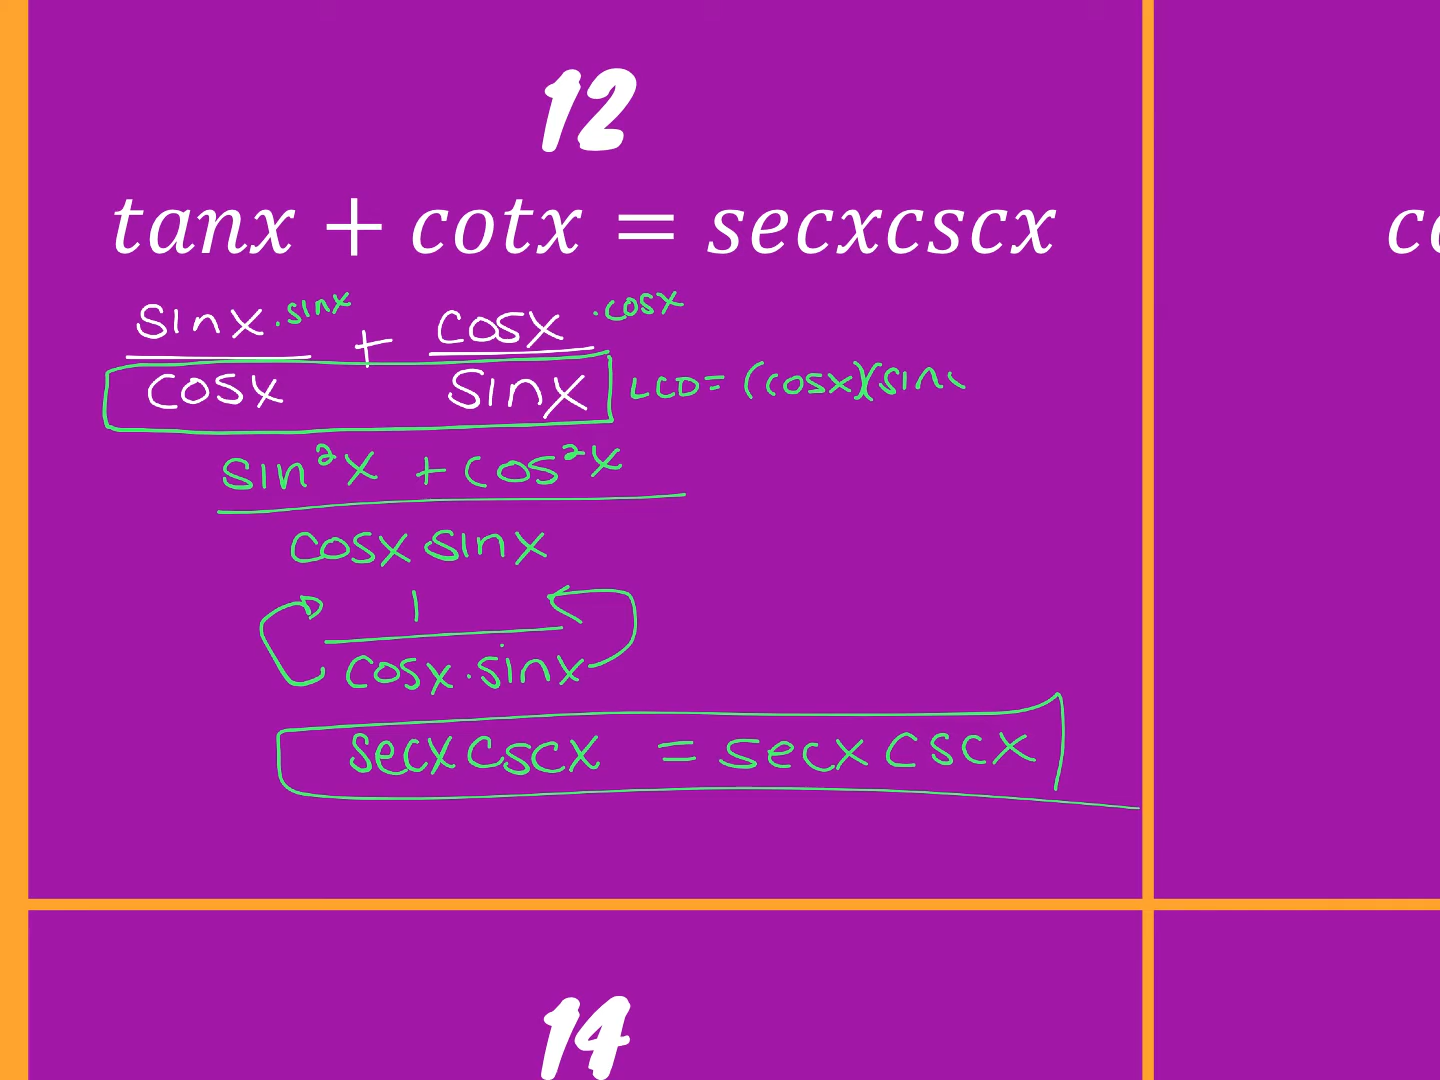 12
tanx + cotx = secxcscx
sinx · sinx + cosx · cosx
cosx sinx LCD = (cosx)(sin
sin²x + cos²x
cosx sinx
1
cosx · sinx
secx cscx = secx cscx
14